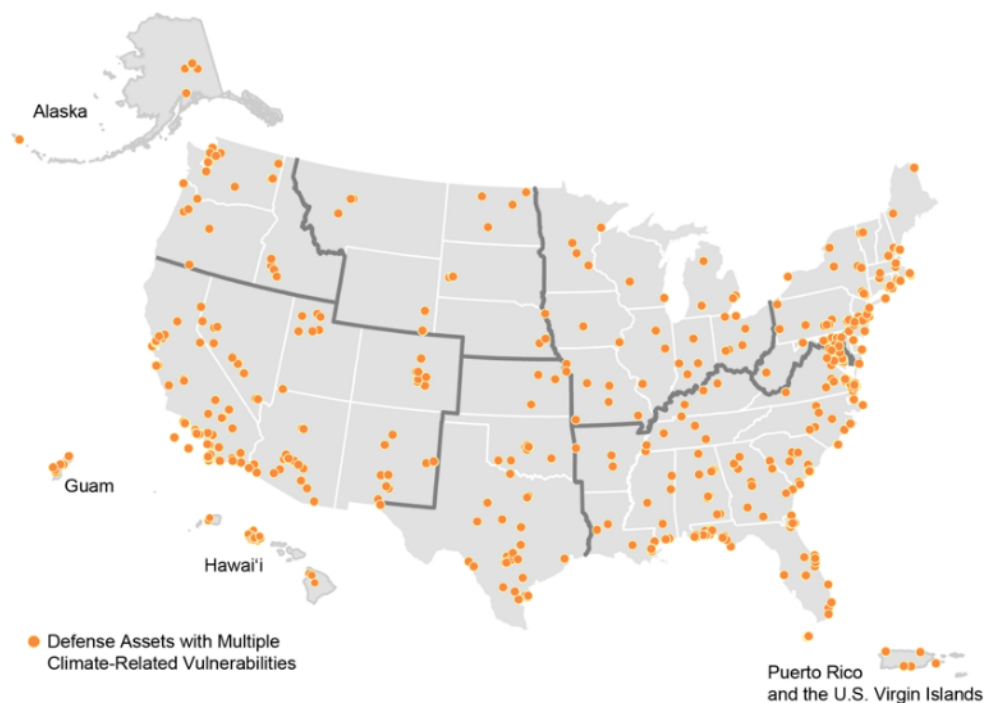 Alaska
Guam
Hawai‘i
Defense Assets with Multiple
Climate-Related Vulnerabilities
Puerto Rico
and the U.S. Virgin Islands